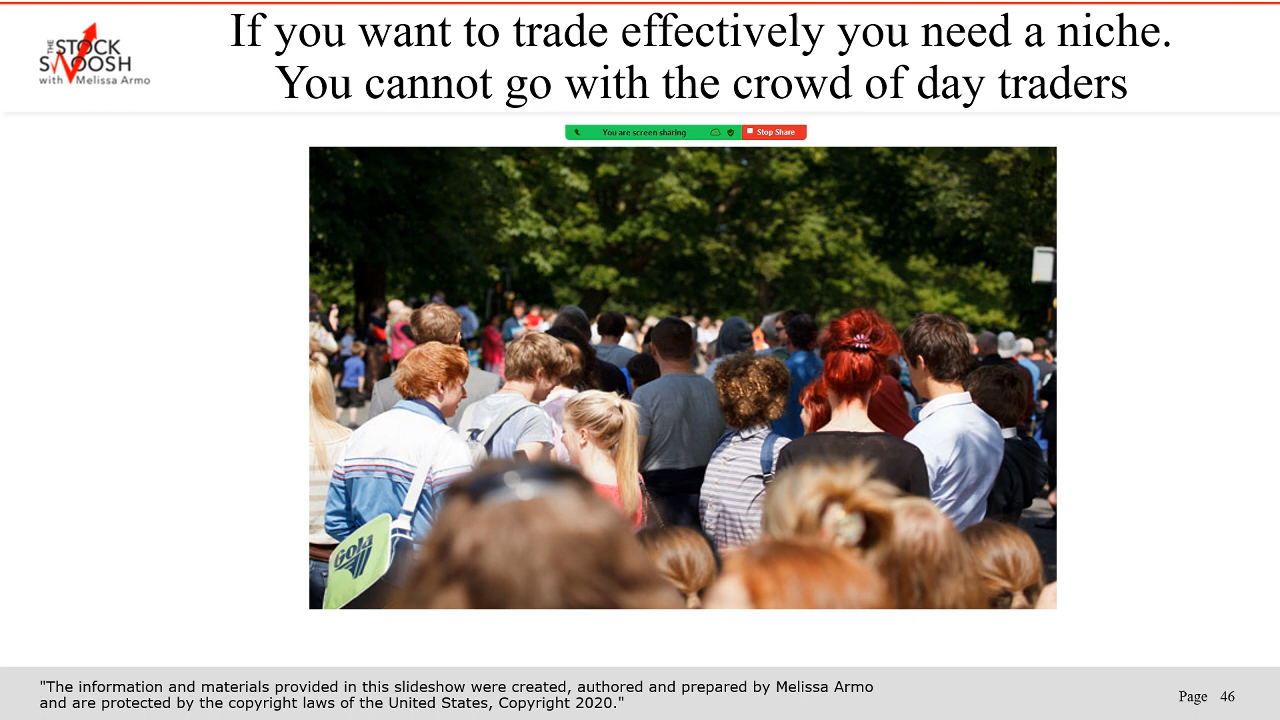 If you want to trade effectively you need a niche.
You cannot go with the crowd of day traders
THE
STOCK
SWOOSH
with Melissa Armo
You are screen sharing
Stop Share
GOLA
"The information and materials provided in this slideshow were created, authored and prepared by Melissa Armo
and are protected by the copyright laws of the United States, Copyright 2020."
Page 46